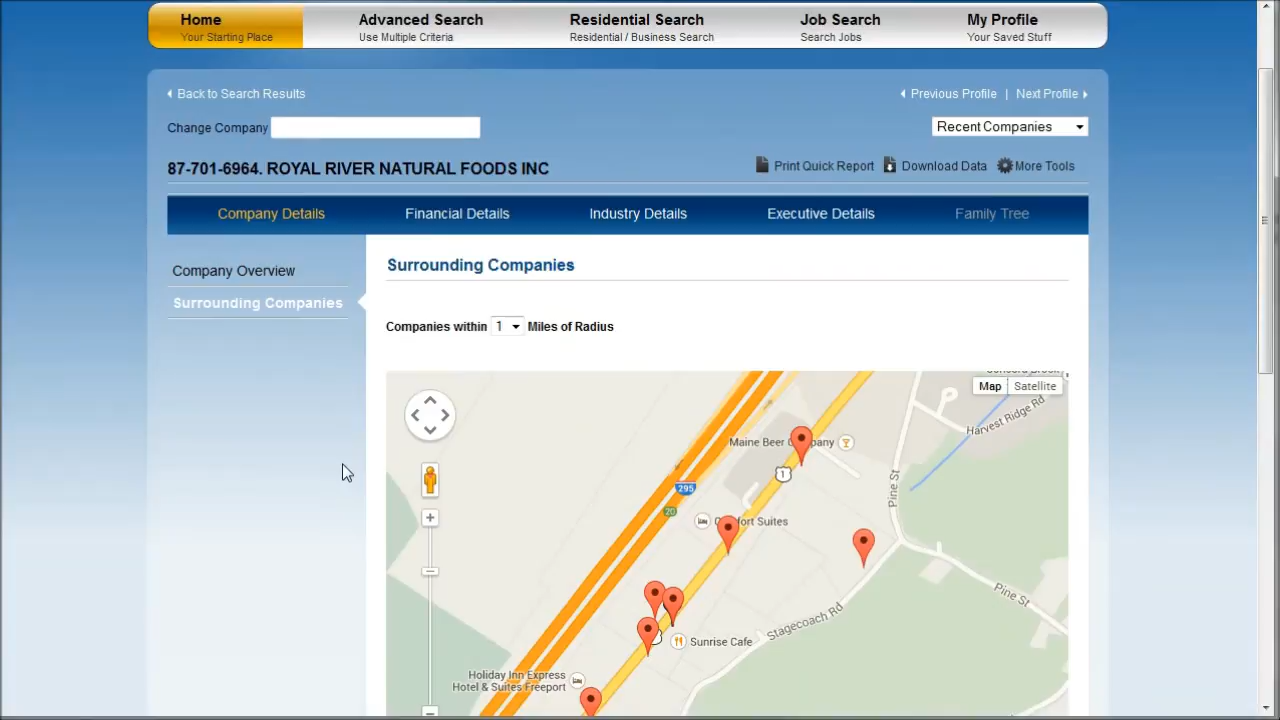 Home
Your Starting Place
Advanced Search
Use Multiple Criteria
Residential Search
Residential / Business Search
Job Search
Search Jobs
My Profile
Your Saved Stuff
Back to Search Results
Previous Profile | Next Profile
Change Company
Recent Companies
87-701-6964. ROYAL RIVER NATURAL FOODS INC
Print Quick Report
Download Data
More Tools
Company Details
Financial Details
Industry Details
Executive Details
Family Tree
Company Overview
Surrounding Companies
Surrounding Companies
Companies within 1 Miles of Radius
Map
Satellite
Harvest Ridge Rd
Maine Beer
1
Pine St
295
20
Suites
Pine St
Stagecoach Rd
Sunrise Cafe
Holiday Inn Express
Hotel & Suites Freeport